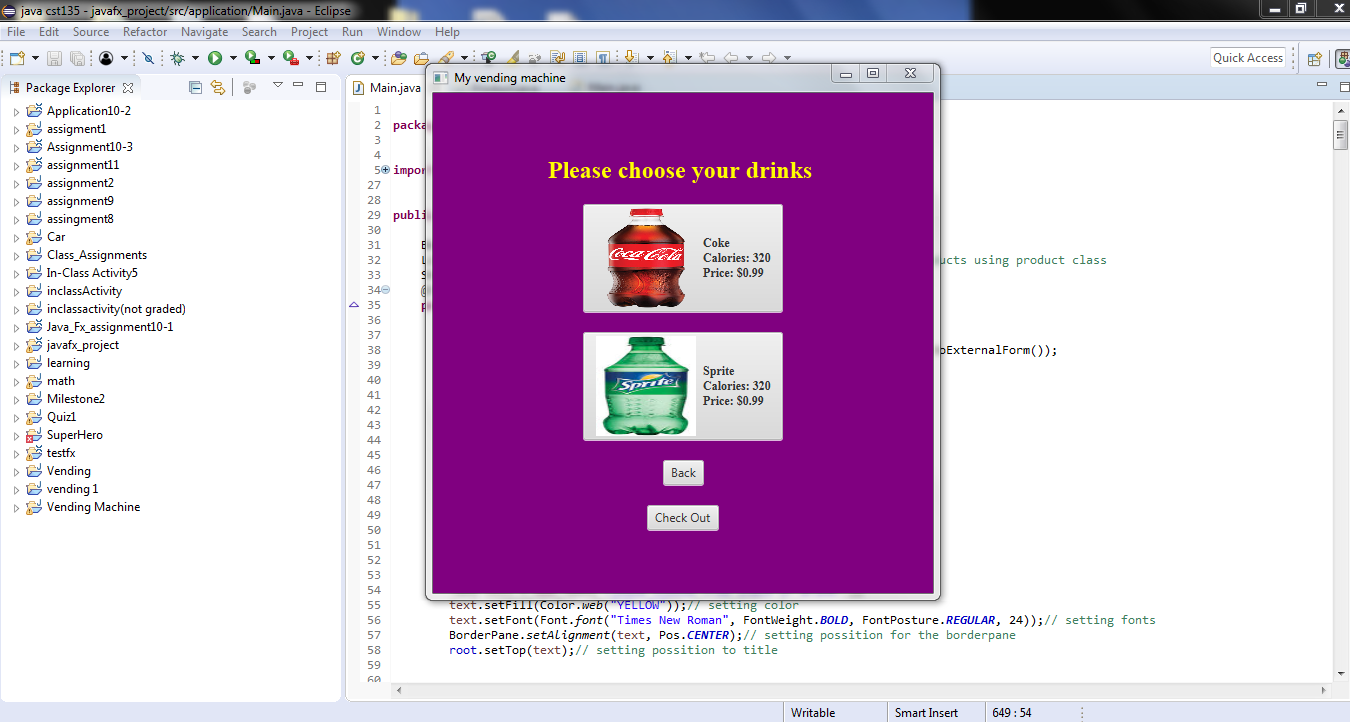 java cst135 - javafx_project/src/application/Main.java - Eclipse
File Edit Source Refactor Navigate Search Project Run Window Help
Quick Access
Package Explorer
Application10-2
assigment1
Assignment10-3
assignment11
assignment2
assignment9
assingment8
Car
Class_Assignments
In-Class Activity5
inclassActivity
inclassactivity(not graded)
Java_Fx_assignment10-1
javafx_project
learning
math
Milestone2
Quiz1
SuperHero
testfx
Vending
vending 1
Vending Machine
Main.java
1
2 packa
3
4
5 impor
27
28
29 publi
30
31
32 ucts using product class
33
34 @
35
36
37
38 oExternalForm());
39
40
41
42
43
44
45
46
47
48
49
50
51
52
53
54
55 text.setFill(Color.web("YELLOW"));// setting color
56 text.setFont(Font.font("Times New Roman", FontWeight.BOLD, FontPosture.REGULAR, 24));// setting fonts
57 BorderPane.setAlignment(text, Pos.CENTER);// setting possition for the borderpane
58 root.setTop(text);// setting possition to title
59
60
My vending machine
Please choose your drinks
Coca-Cola
Coke
Calories: 320
Price: $0.99
Sprite
Sprite
Calories: 320
Price: $0.99
Back
Check Out
Writable
Smart Insert
649 : 54